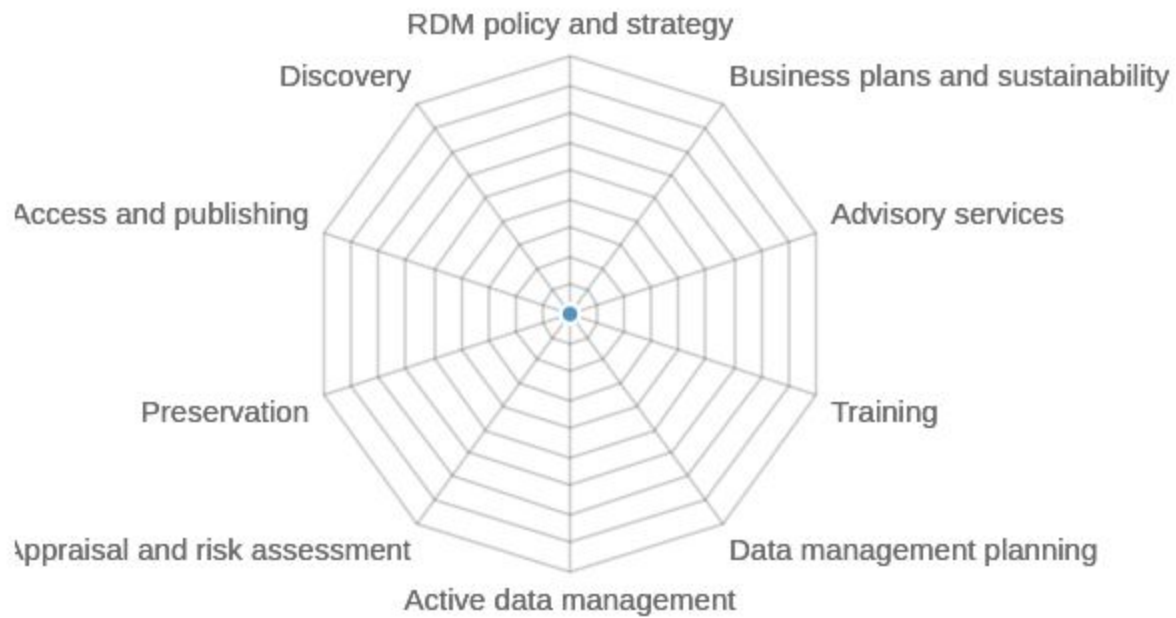 RDM policy and strategy
Discovery
Business plans and sustainability
Access and publishing
Advisory services
Preservation
Training
Appraisal and risk assessment
Data management planning
Active data management